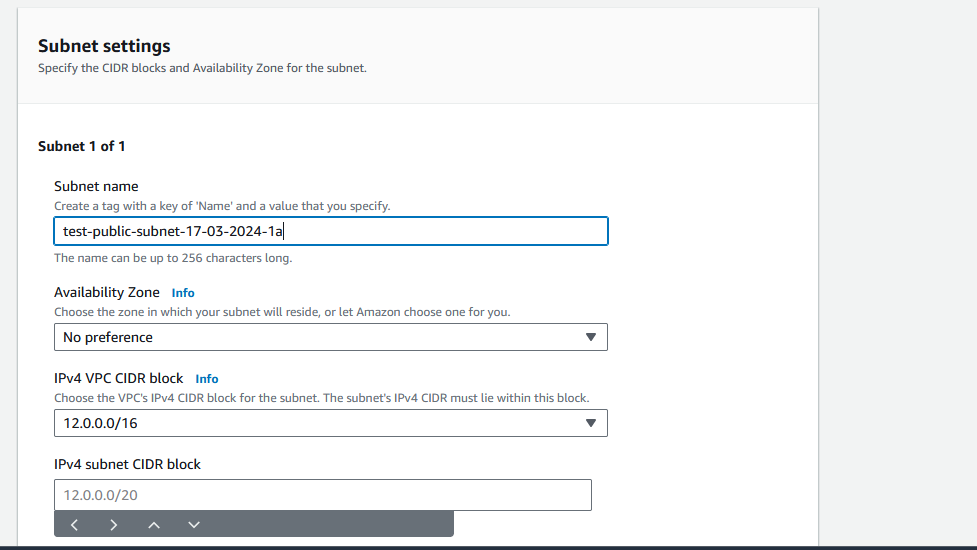 Subnet settings
Specify the CIDR blocks and Availability Zone for the subnet.
Subnet 1 of 1
Subnet name
Create a tag with a key of 'Name' and a value that you specify.
test-public-subnet-17-03-2024-1a
The name can be up to 256 characters long.
Availability Zone Info
Choose the zone in which your subnet will reside, or let Amazon choose one for you.
No preference
IPv4 VPC CIDR block Info
Choose the VPC's IPv4 CIDR block for the subnet. The subnet's IPv4 CIDR must lie within this block.
12.0.0.0/16
IPv4 subnet CIDR block
12.0.0.0/20